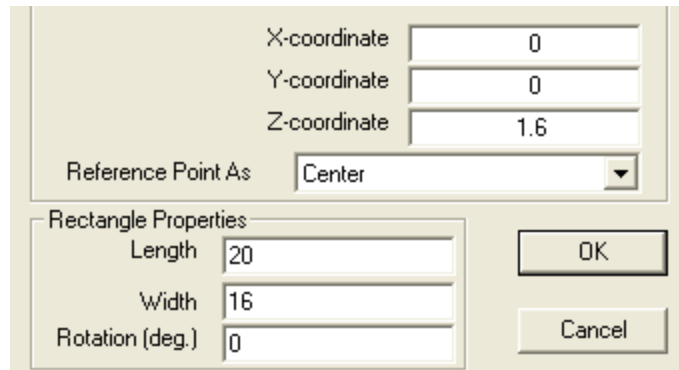 X-coordinate 0
Y-coordinate 0
Z-coordinate 1.6
Reference Point As Center
Rectangle Properties
Length 20
OK
Width 16
Rotation (deg.) 0
Cancel